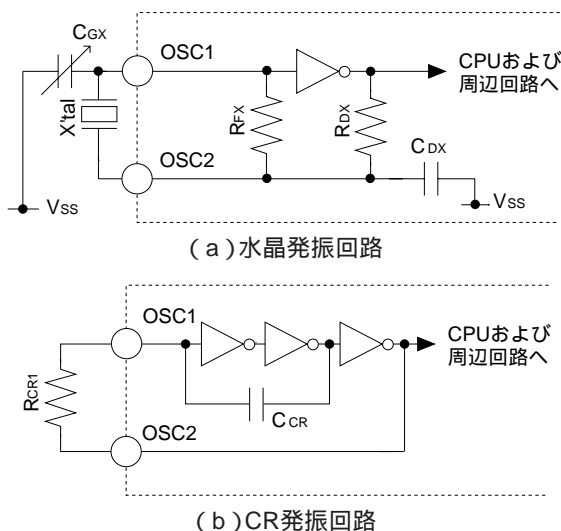 CGX
OSC1
CPUおよび
周辺回路へ
X'tal
RFX
RDX
CDX
OSC2
VSS
VSS
(a)水晶発振回路
OSC1
CPUおよび
周辺回路へ
RCR1
CCR
OSC2
(b)CR発振回路